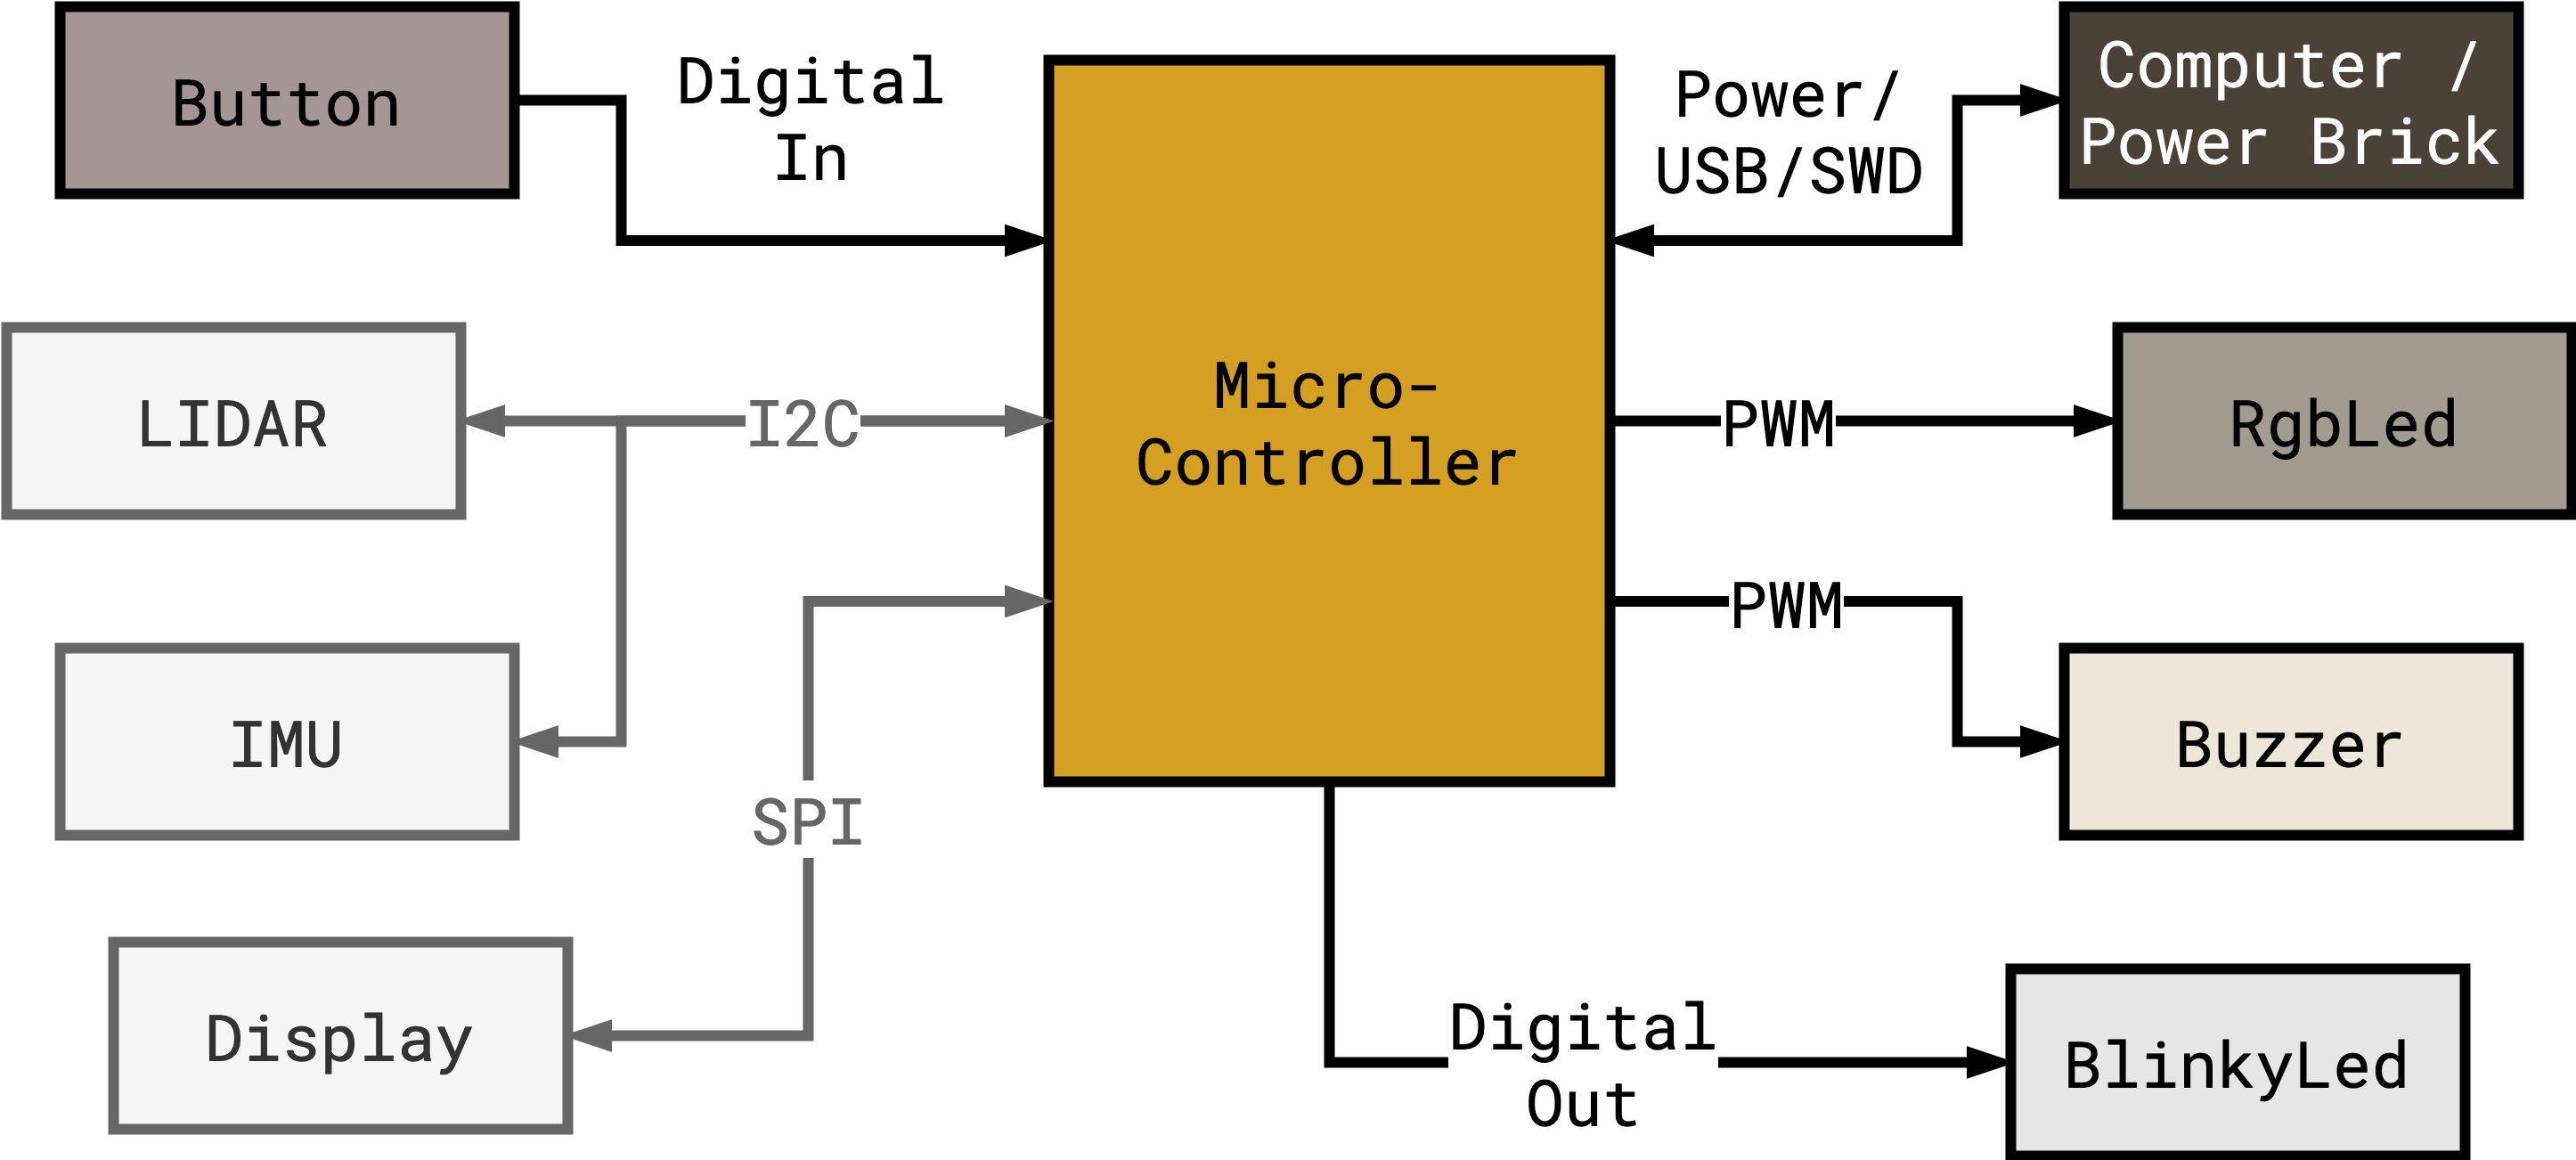 Button
Digital
In
Power/
USB/SWD
Computer /
Power Brick
LIDAR
I2C
Micro-
Controller
PWM
RgbLed
PWM
IMU
Buzzer
SPI
Display
Digital
Out
BlinkyLed